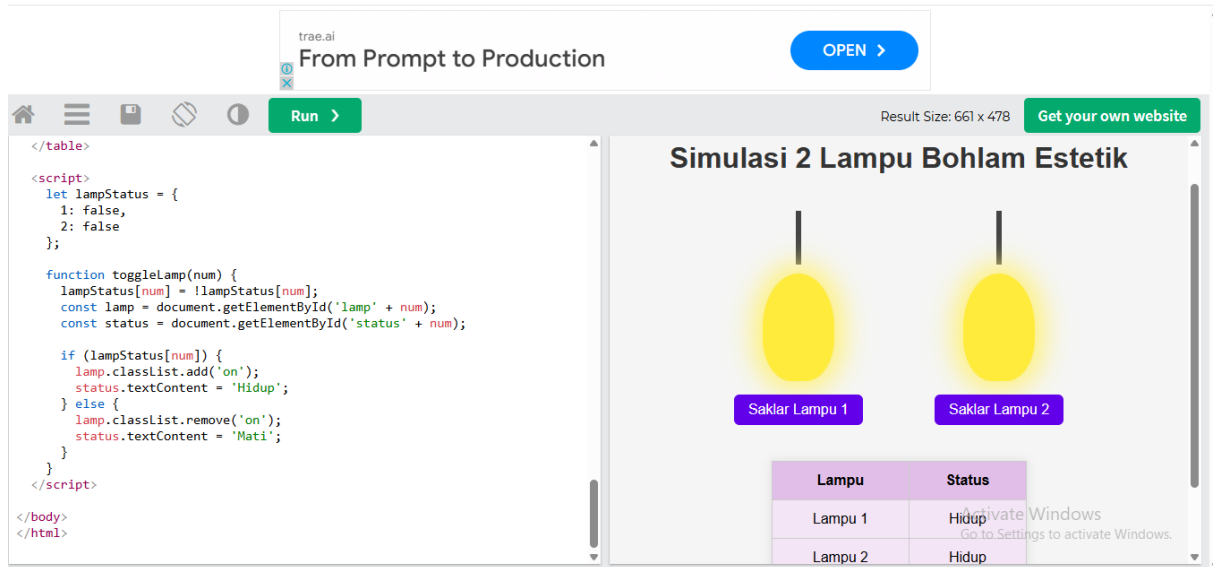 trae.ai
From Prompt to Production
OPEN
Run
Result Size: 661 x 478
Get your own website
</table>
<script>
let lampStatus = {
1: false,
2: false
};
function toggleLamp(num) {
lampStatus[num] = !lampStatus[num];
const lamp = document.getElementById('lamp' + num);
const status = document.getElementById('status' + num);
if (lampStatus[num]) {
lamp.classList.add('on');
status.textContent = 'Hidup';
} else {
lamp.classList.remove('on');
status.textContent = 'Mati';
}
}
</script>
</body>
</html>
Simulasi 2 Lampu Bohlam Estetik
Saklar Lampu 1
Saklar Lampu 2
Lampu Status
Lampu 1 Hidup
Lampu 2 Hidup
Activate Windows
Go to Settings to activate Windows.